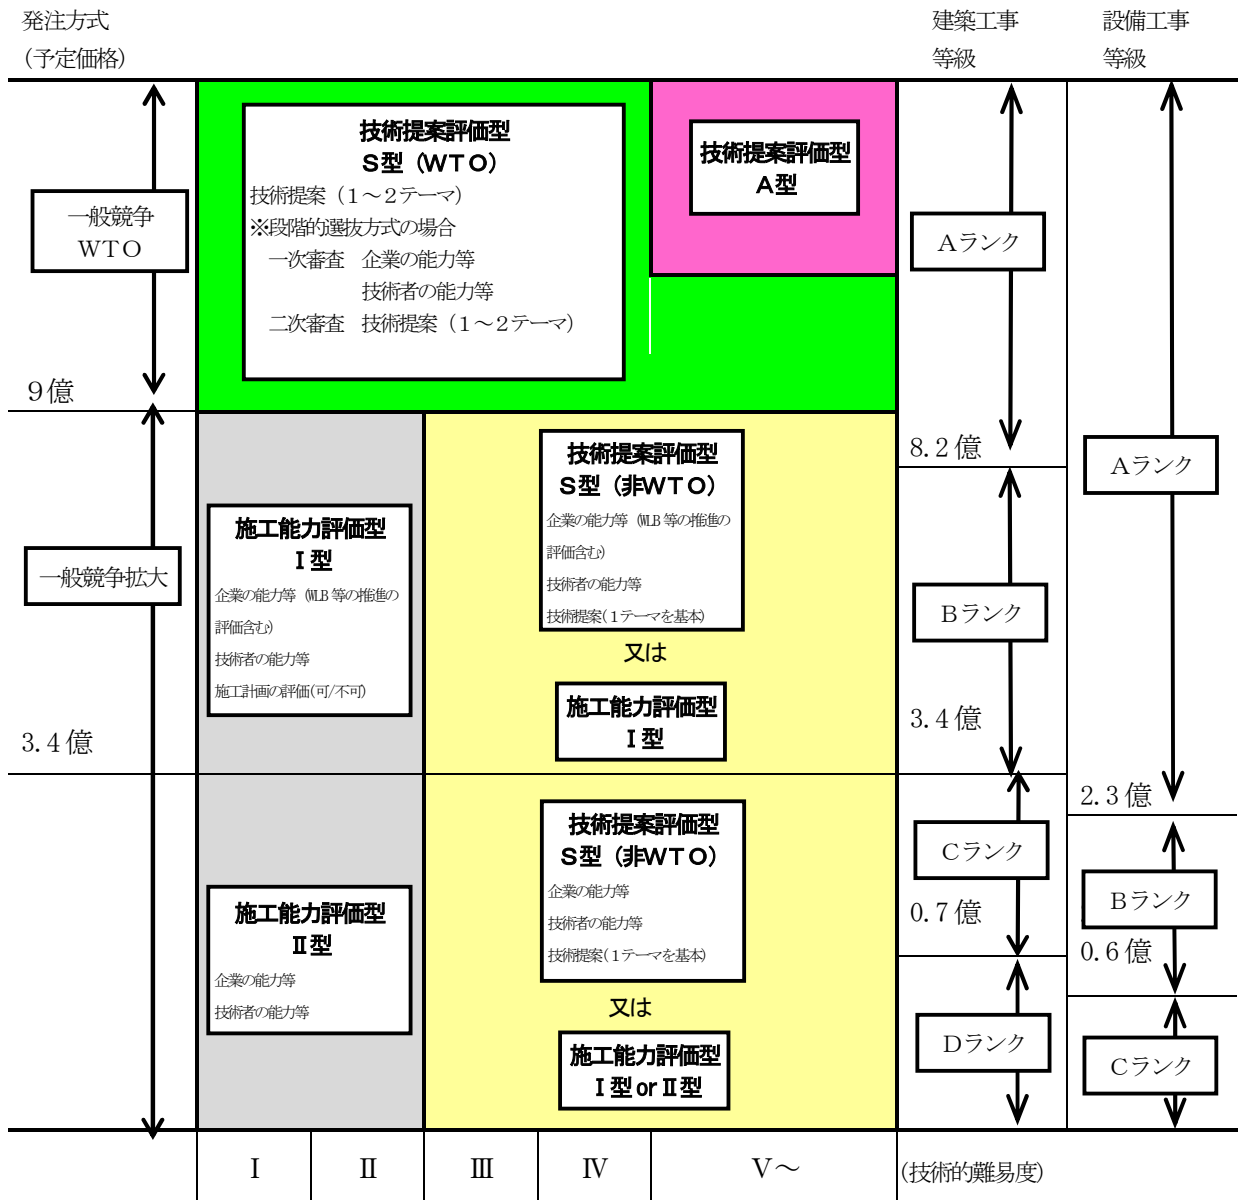 発注方式
(予定価格)
建築工事
等級
設備工事
等級
一般競争
ＷＴＯ
9億
技術提案評価型
Ｓ型（ＷＴＯ）
技術提案（１～２テーマ）
※段階的選抜方式の場合
一次審査　企業の能力等
技術者の能力等
二次審査　技術提案（１～２テーマ）
技術提案評価型
Ａ型
Ａランク
8.2億
Ａランク
一般競争拡大
3.4億
施工能力評価型
Ⅰ型
企業の能力等（WLB等の推進の
評価含む）
技術者の能力等
施工計画の評価(可/不可)
技術提案評価型
Ｓ型（非ＷＴＯ）
企業の能力等（WLB等の推進の
評価含む）
技術者の能力等
技術提案(１テーマを基本)
又は
施工能力評価型
Ⅰ型
Ｂランク
3.4億
2.3億
施工能力評価型
Ⅱ型
企業の能力等
技術者の能力等
技術提案評価型
Ｓ型（非ＷＴＯ）
企業の能力等
技術者の能力等
技術提案(１テーマを基本)
又は
施工能力評価型
Ⅰ型orⅡ型
Ｃランク
0.7億
Ｄランク
Ｂランク
0.6億
Ｃランク
Ⅰ
Ⅱ
Ⅲ
Ⅳ
Ⅴ～
(技術的難易度)